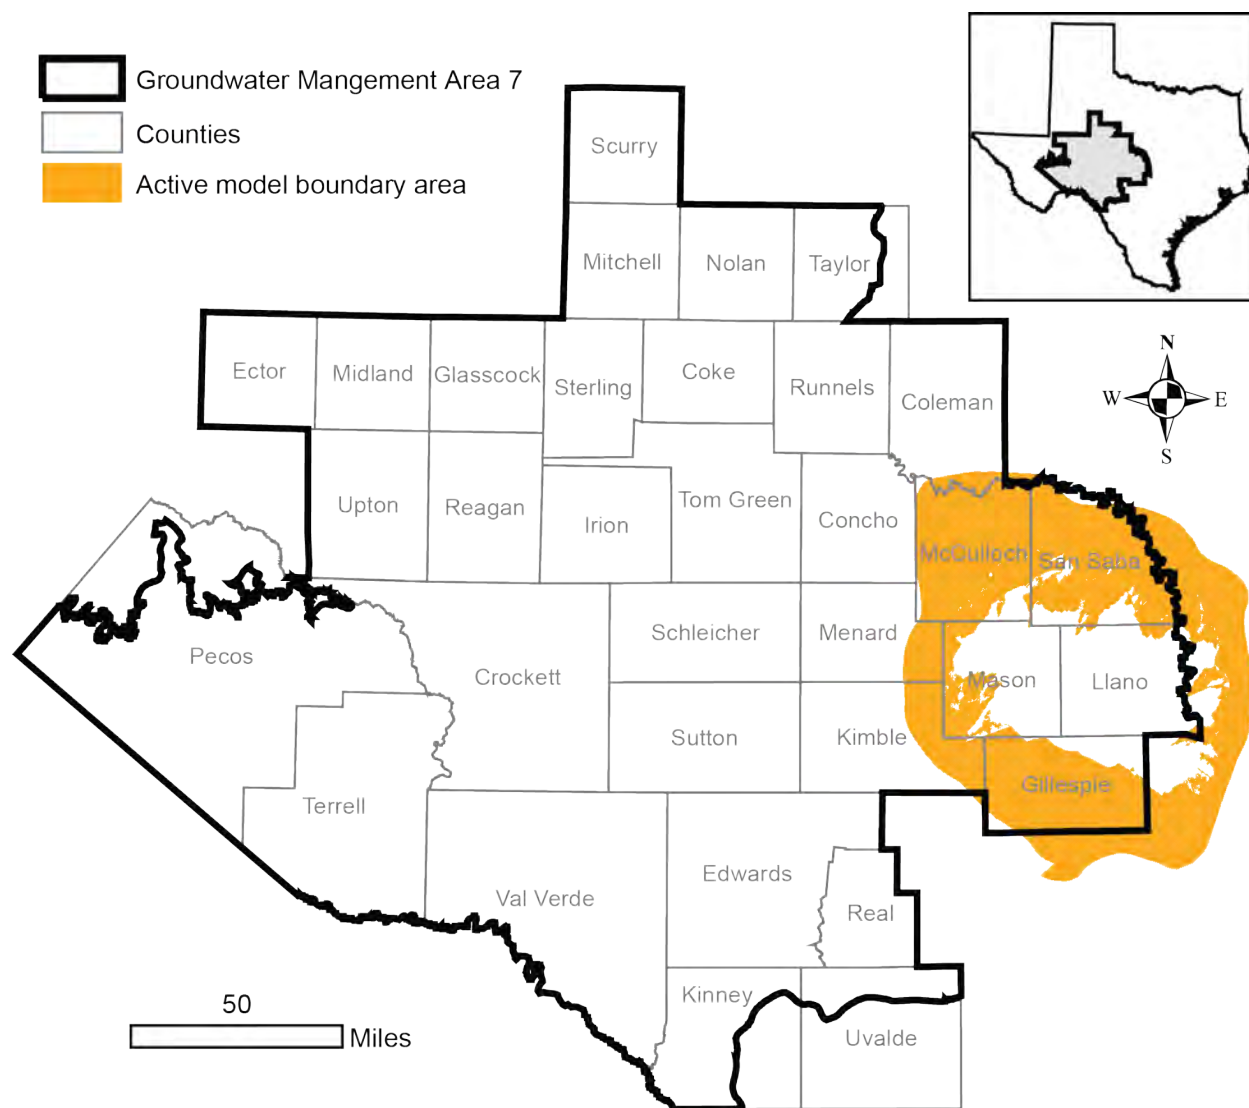 Groundwater Mangement Area 7
Counties
Active model boundary area
Scurry
Mitchell
Nolan
Taylor
N
W
E
S
Ector
Midland
Glasscock
Sterling
Coke
Runnels
Coleman
Upton
Reagan
Irion
Tom Green
Concho
McCulloch
San Saba
Pecos
Crockett
Schleicher
Menard
Mason
Llano
Sutton
Kimble
Gillespie
Terrell
Val Verde
Edwards
Real
Kinney
Uvalde
50
Miles